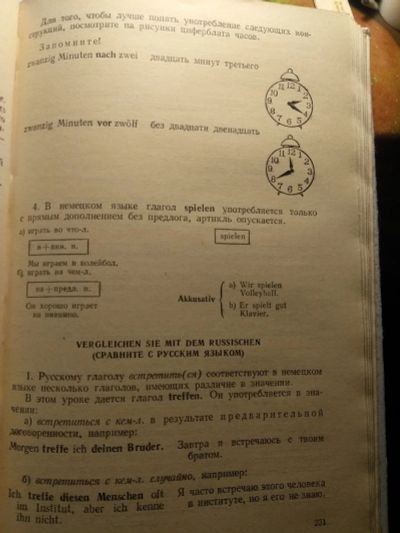 Для того, чтобы лучше понять употребление следующих кон-
струкций, посмотрите на рисунки циферблата часов.
Запомните!
zwanzig Minuten nach zwei двадцать минут третьего
zwanzig Minuten vor zwölf без двадцати двенадцать
4. В немецком языке глагол spielen употребляется только
с прямым дополнением без предлога, артикль опускается.
а) играть во что-л.
в+вин. п.
spielen
Мы играем в волейбол.
б) играть на чем-л.
на+предл. п.
Он хорошо играет
на пианино.
Akkusativ
a) Wir spielen
Volleyball.
b) Er spielt gut
Klavier.
VERGLEICHEN SIE MIT DEM RUSSISCHEN
(СРАВНИТЕ С РУССКИМ ЯЗЫКОМ)
1. Русскому глаголу встретить(ся) соответствуют в немецком
языке несколько глаголов, имеющих различие в значении.
В этом уроке дается глагол treffen. Он употребляется в зна-
чении:
а) встретиться с кем-л. в результате предварительной
договоренности, например:
Morgen treffe ich deinen Bruder. Завтра я встречаюсь с твоим
братом.
б) встретиться с кем-л. случайно, например:
Ich treffe diesen Menschen oft Я часто встречаю этого человека
im Institut, aber ich kenne в институте, но я его не знаю.
ihn nicht.
231